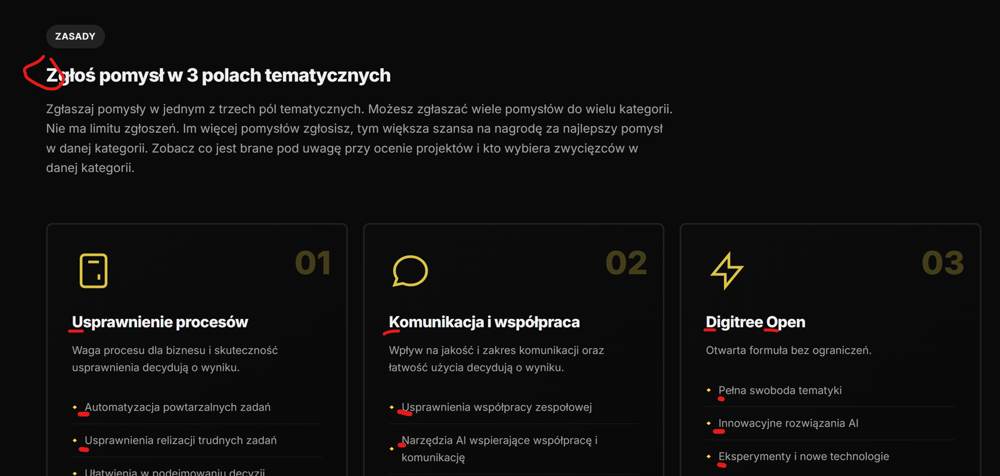 ZASADY
Zgłoś pomysł w 3 polach tematycznych
Zgłaszaj pomysły w jednym z trzech pól tematycznych. Możesz zgłaszać wiele pomysłów do wielu kategorii.
Nie ma limitu zgłoszeń. Im więcej pomysłów zgłosisz, tym większa szansa na nagrodę za najlepszy pomysł
w danej kategorii. Zobacz co jest brane pod uwagę przy ocenie projektów i kto wybiera zwycięzców w
danej kategorii.
01
Usprawnienie procesów
Waga procesu dla biznesu i skuteczność
usprawnienia decydują o wyniku.
Automatyzacja powtarzalnych zadań
Usprawnienia relizacji trudnych zadań
Ułatwienia w podejmowaniu decyzji
02
Komunikacja i współpraca
Wpływ na jakość i zakres komunikacji oraz
łatwość użycia decydują o wyniku.
Usprawnienia współpracy zespołowej
Narzędzia AI wspierające współpracę i
komunikację
03
Digitree Open
Otwarta formuła bez ograniczeń.
Pełna swoboda tematyki
Innowacyjne rozwiązania AI
Eksperymenty i nowe technologie